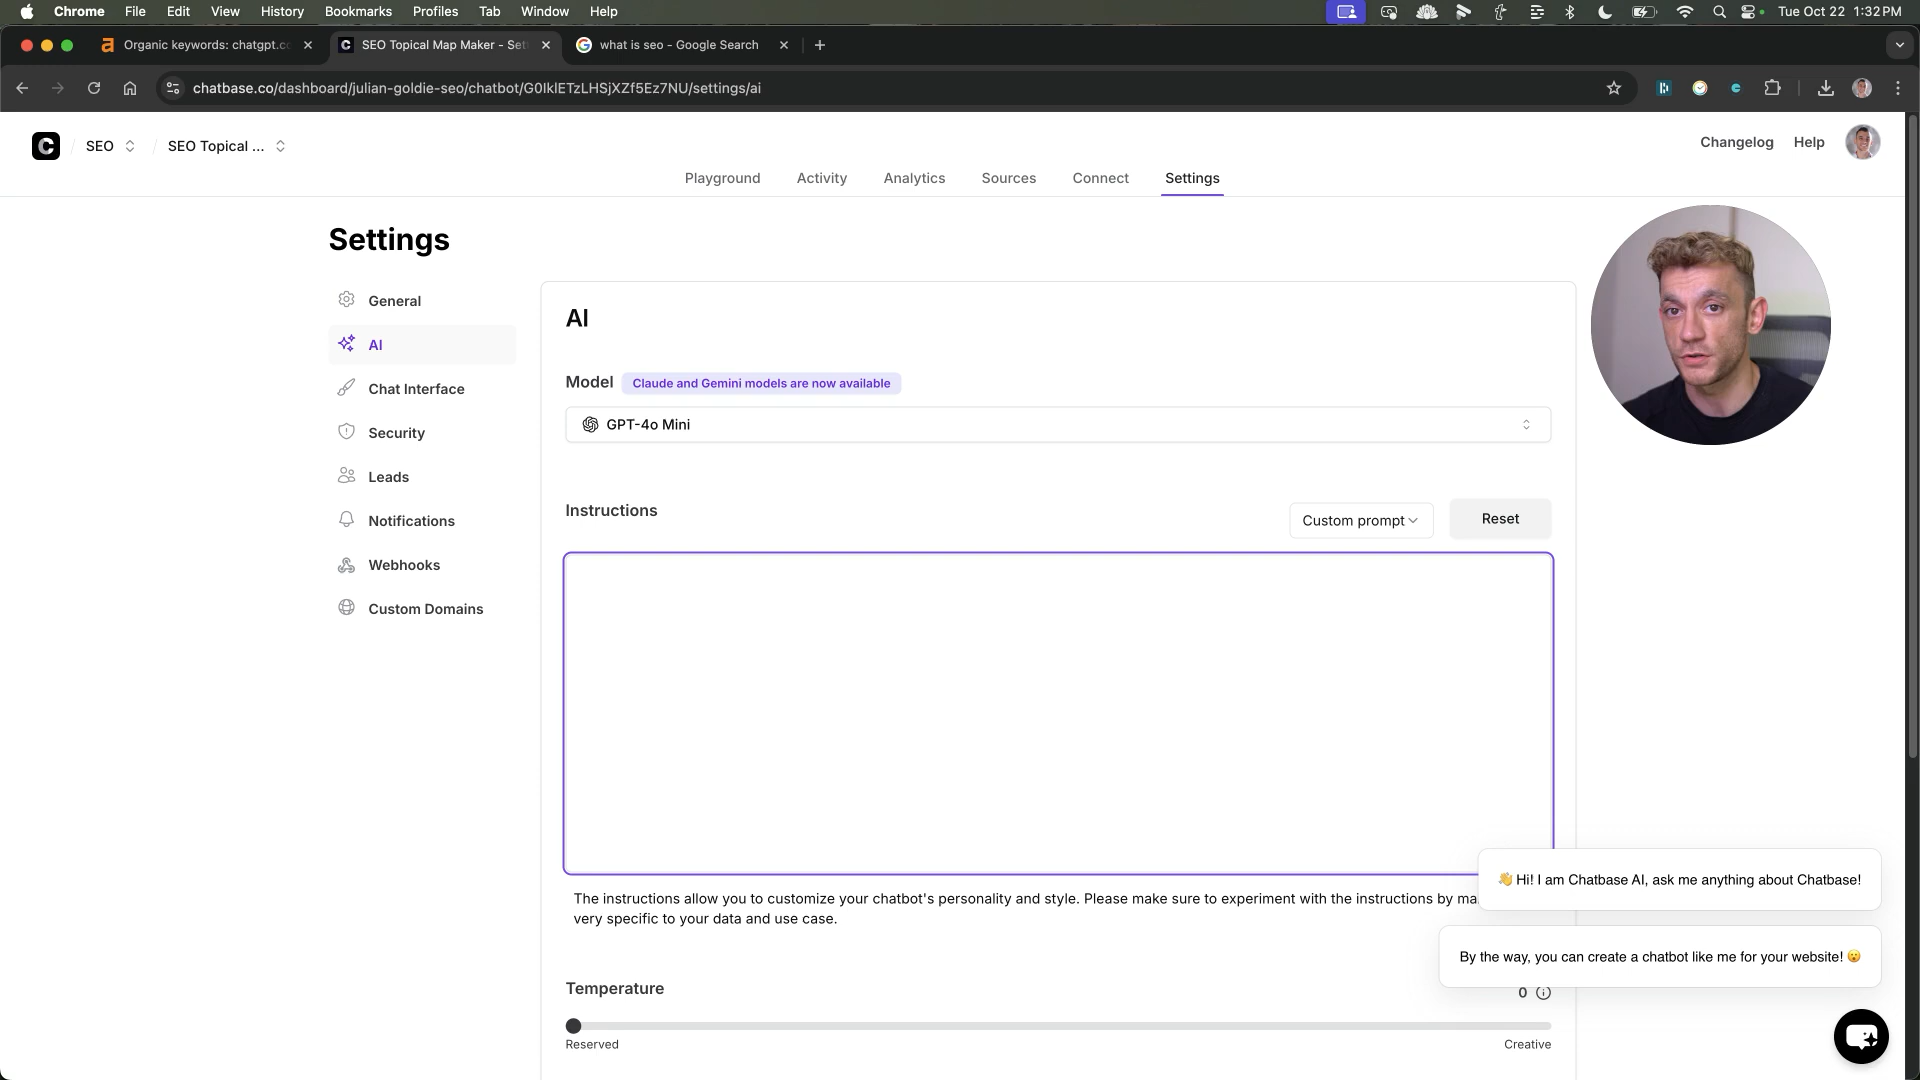 Chrome File Edit View History Bookmarks Profiles Tab Window Help Tue Oct 22 1:32 PM
Organic keywords: chatgpt.cc SEO Topical Map Maker - Set what is seo - Google Search
chatbase.co/dashboard/julian-goldie-seo/chatbot/G0IklETzLHSjXZf5Ez7NU/settings/ai
C / SEO / SEO Topical ... Changelog Help
Playground Activity Analytics Sources Connect Settings
Settings
General
AI
Chat Interface
Security
Leads
Notifications
Webhooks
Custom Domains
AI
Model Claude and Gemini models are now available
GPT-4o Mini
Instructions Custom prompt Reset
The instructions allow you to customize your chatbot's personality and style. Please make sure to experiment with the instructions by ma
very specific to your data and use case.
👋 Hi! I am Chatbase AI, ask me anything about Chatbase!
By the way, you can create a chatbot like me for your website! 😮
Temperature 0
Reserved Creative